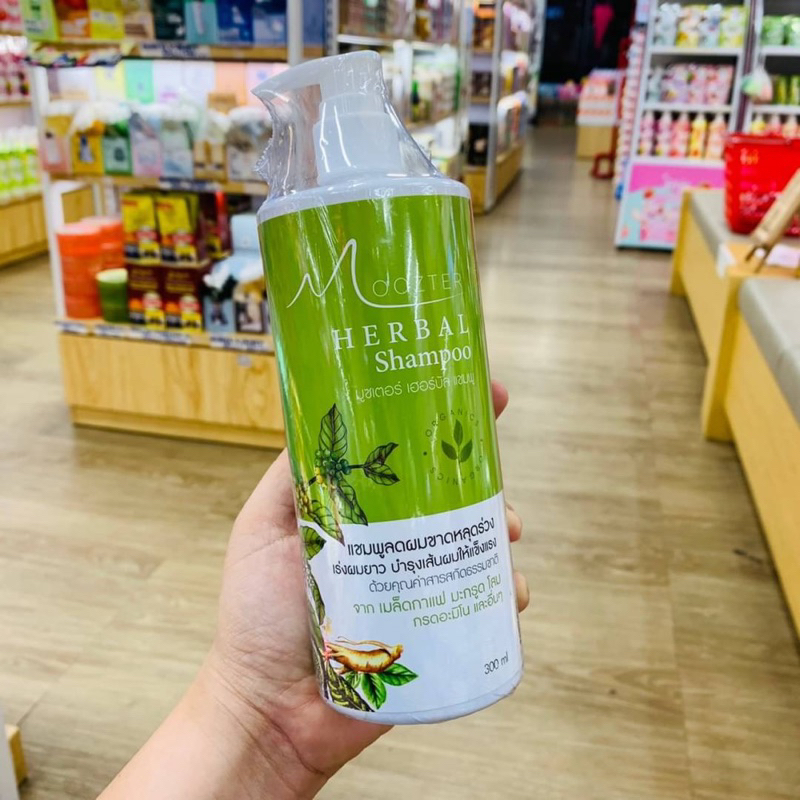 Moozter
HERBAL
Shampoo
มูซเตอร์ เฮอร์บัล แชมพู
ORGANICS
ORGANICS
แชมพูลดผมขาดหลุดร่วง
เร่งผมยาว บำรุงเส้นผมให้แข็งแรง
ด้วยคุณค่าสารสกัดธรรมชาติ
จาก เมล็ดกาแฟ มะกรูด โสม
กรดอะมิโน และอื่นๆ
300 ml